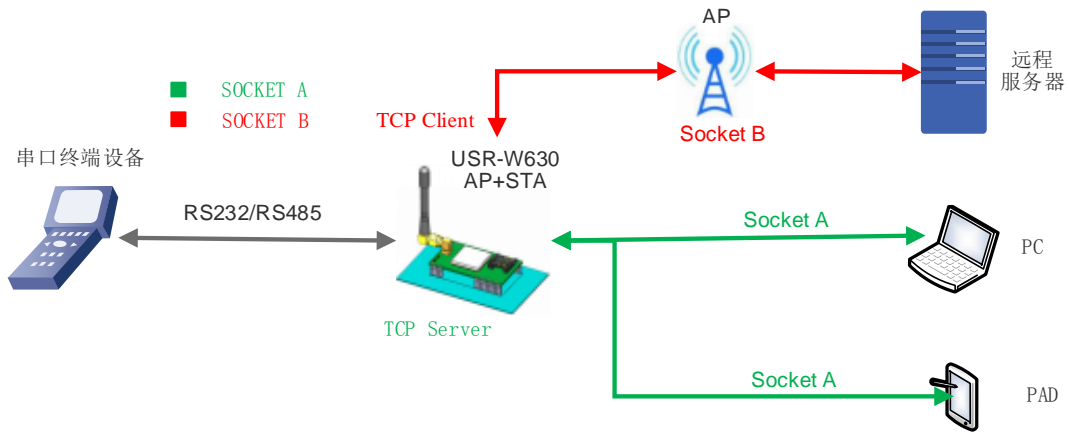 AP
远程
服务器
SOCKET A
SOCKET B
TCP Client
Socket B
串口终端设备
USR-W630
AP+STA
RS232/RS485
Socket A
PC
TCP Server
Socket A
PAD